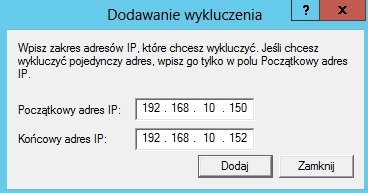 Dodawanie wykluczenia
? x
Wpisz zakres adresów IP, które chcesz wykluczyć. Jeśli chcesz
wykluczyć pojedynczy adres, wpisz go tylko w polu Początkowy adres
IP.
Początkowy adres IP: 192 . 168 . 10 . 150
Końcowy adres IP: 192 . 168 . 10 . 152
Dodaj Zamknij